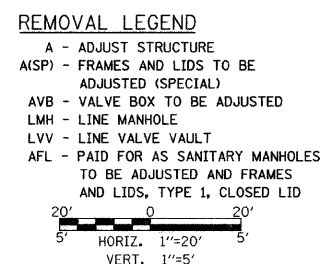 REMOVAL LEGEND
A - ADJUST STRUCTURE
A(SP) - FRAMES AND LIDS TO BE
ADJUSTED (SPECIAL)
AVB - VALVE BOX TO BE ADJUSTED
LMH - LINE MANHOLE
LVV - LINE VALVE VAULT
AFL - PAID FOR AS SANITARY MANHOLES
TO BE ADJUSTED AND FRAMES
AND LIDS, TYPE 1, CLOSED LID
20' 0 20'
5' HORIZ. 1"=20' 5'
VERT. 1"=5'